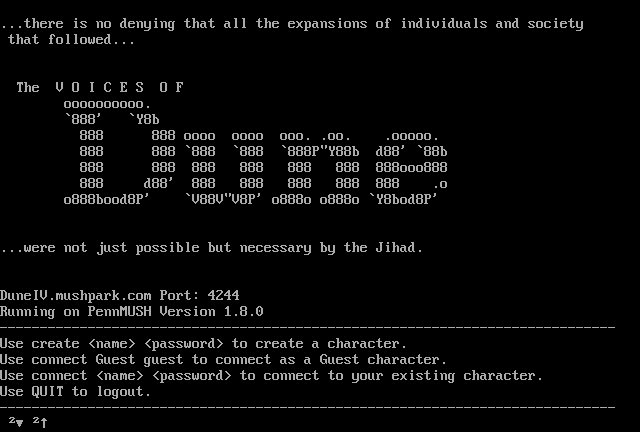 ...there is no denying that all the expansions of individuals and society
that followed...
The V O I C E S O F
oooooooooo.
`888' `Y8b
888 888 oooo oooo ooo. .oo. .ooooo.
888 888 `888 `888 `888P"Y88b d88' `88b
888 888 888 888 888 888 888ooo888
888 d88' 888 888 888 888 888 .o
o888bood8P' `V88V"V8P' o888o o888o `Y8bod8P'
...were not just possible but necessary by the Jihad.
DuneIV.mushpark.com Port: 4244
Running on PennMUSH Version 1.8.0
Use create <name> <password> to create a character.
Use connect Guest guest to connect as a Guest character.
Use connect <name> <password> to connect to your existing character.
Use QUIT to logout.
²▼ ²↑